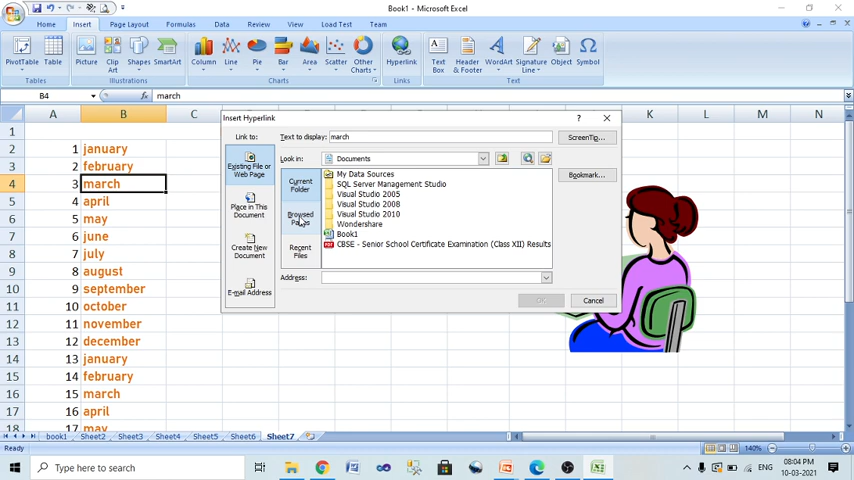 Book1 - Microsoft Excel
Home Insert Page Layout Formulas Data Review View Load Test Team
PivotTable Table Picture Clip Art Shapes SmartArt Column Line Pie Bar Area Scatter Other Charts Hyperlink Text Box Header & Footer WordArt Signature Line Object Symbol
Tables Illustrations Charts Links Text
B4 fx march
A B C K L M N
1
2 1 january
3 2 february
4 3 march
5 4 april
6 5 may
7 6 june
8 7 july
9 8 august
10 9 september
11 10 october
12 11 november
13 12 december
14 13 january
15 14 february
16 15 march
17 16 april
18 17 may
Insert Hyperlink ?
Link to: Text to display: march ScreenTip...
Existing File or Web Page
Place in This Document
Create New Document
E-mail Address
Look in: Documents
Bookmark...
Current Folder
Browsed Pages
Recent Files
My Data Sources
SQL Server Management Studio
Visual Studio 2005
Visual Studio 2008
Visual Studio 2010
Wondershare
Book1
CBSE - Senior School Certificate Examination (Class XII) Results
Address:
OK Cancel
book1 Sheet2 Sheet3 Sheet4 Sheet5 Sheet6 Sheet7
Ready 140%
Type here to search
ENG 08:04 PM
10-03-2021